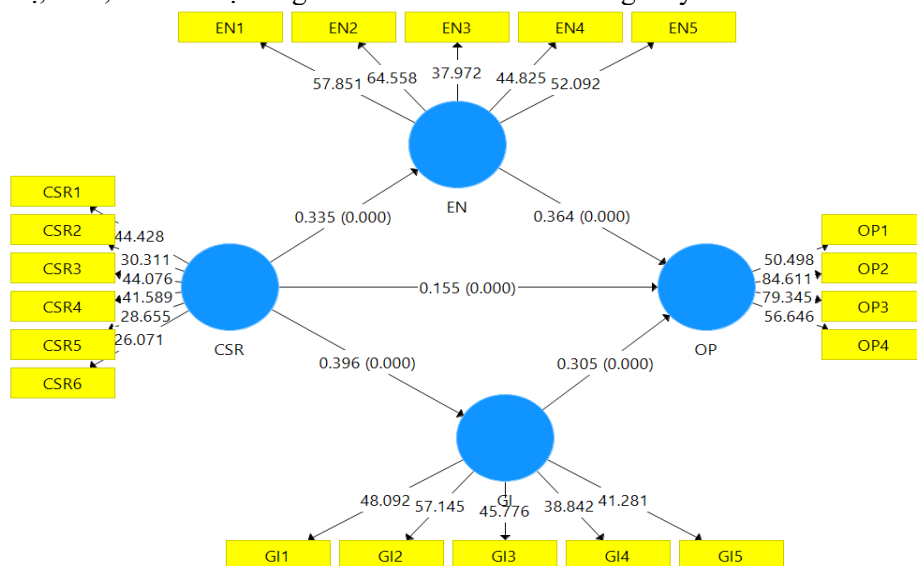 EN1 EN2 EN3 EN4 EN5
57.851 64.558 37.972 44.825 52.092
EN
CSR1
CSR2
CSR3
CSR4
CSR5
CSR6
44.428
30.311
44.076
41.589
28.655
26.071
CSR
0.335 (0.000)
0.364 (0.000)
0.155 (0.000)
0.396 (0.000)
0.305 (0.000)
OP
50.498
84.611
79.345
56.646
OP1
OP2
OP3
OP4
GI
48.092 57.145 45.776 38.842 41.281
GI1 GI2 GI3 GI4 GI5